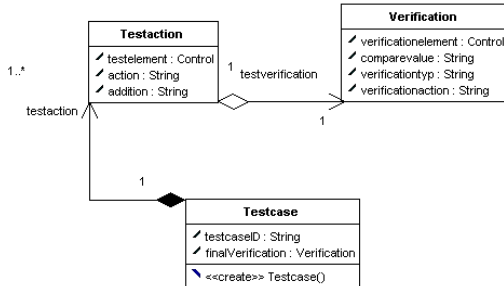 Testaction
testelement : Control
action : String
addition : String
Verification
verificationelement : Control
comparevalue : String
verificationtyp : String
verificationaction : String
1..*
testaction
1
testverification
1
1
Testcase
testcaseID : String
finalVerification : Verification
<<create>> Testcase()